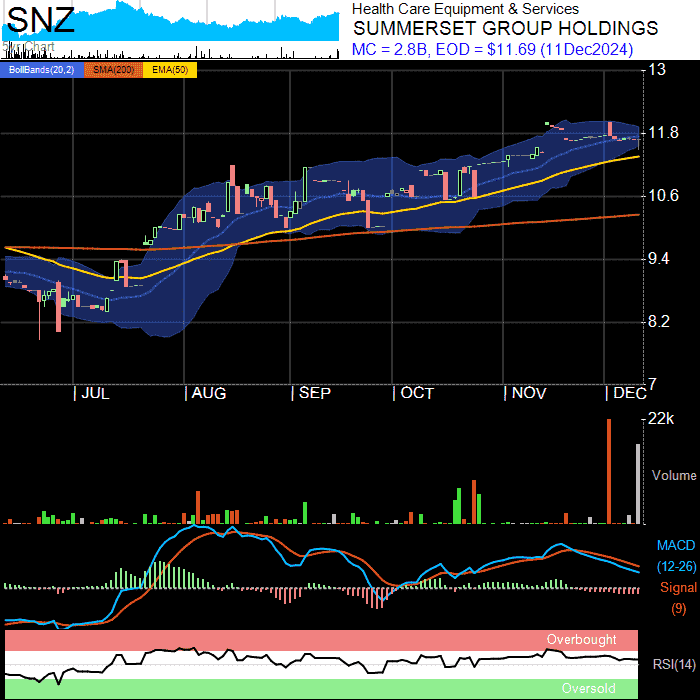 SNZ
5yr Chart
Health Care Equipment & Services
SUMMERSET GROUP HOLDINGS
MC = 2.8B, EOD = $11.69 (11Dec2024)
BollBands(20,2) SMA(200) EMA(50)
13
11.8
10.6
9.4
8.2
7
JUL AUG SEP OCT NOV DEC
22k
Volume
MACD
(12-26)
Signal
(9)
Overbought
RSI(14)
Oversold